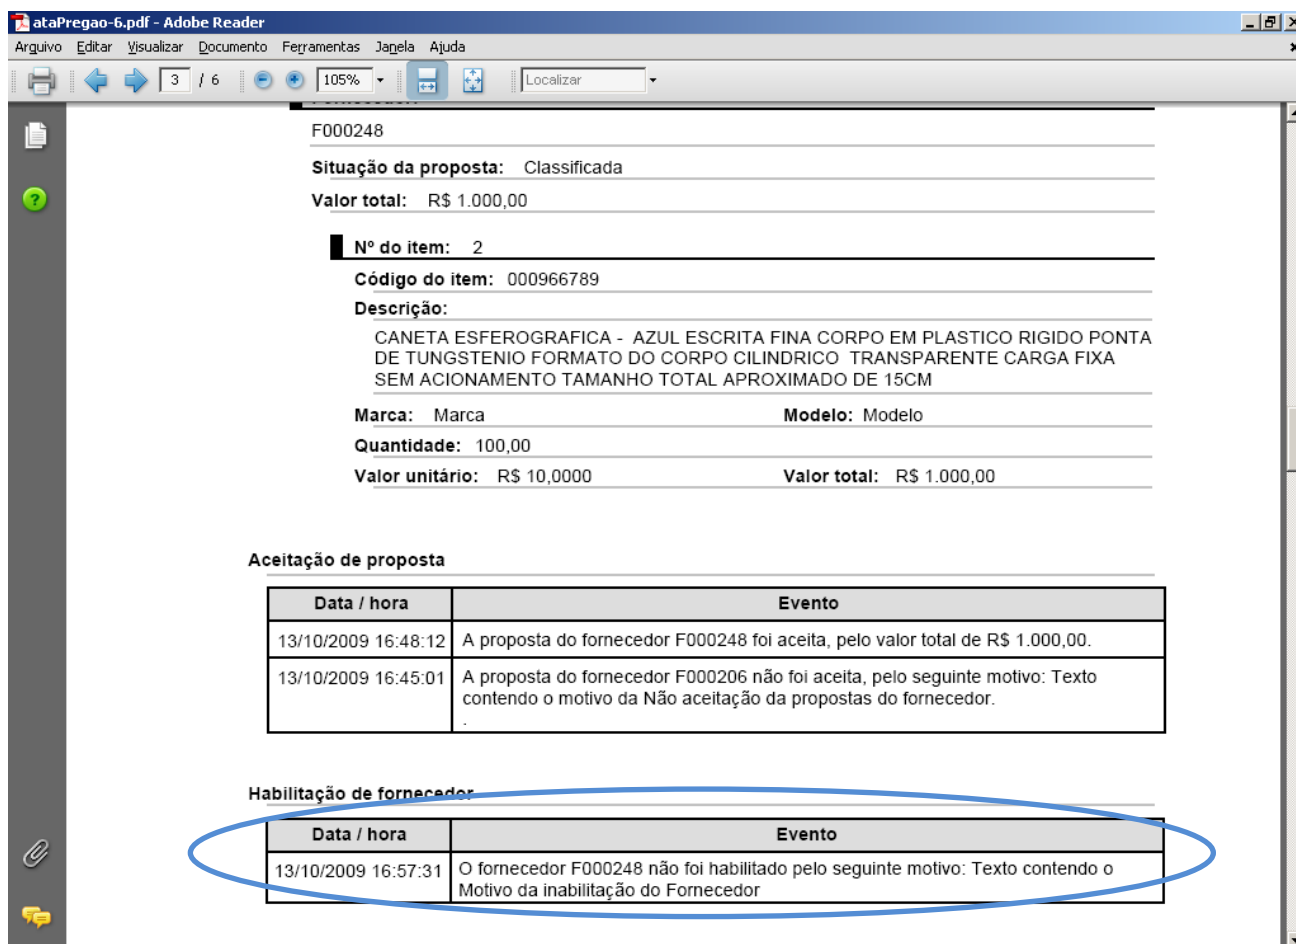 ataPregao-6.pdf - Adobe Reader
Arquivo Editar Visualizar Documento Ferramentas Janela Ajuda
3 / 6 105% Localizar
F000248
Situação da proposta: Classificada
Valor total: R$ 1.000,00
Nº do item: 2
Código do item: 000966789
Descrição:
CANETA ESFEROGRAFICA - AZUL ESCRITA FINA CORPO EM PLASTICO RIGIDO PONTA
DE TUNGSTENIO FORMATO DO CORPO CILINDRICO TRANSPARENTE CARGA FIXA
SEM ACIONAMENTO TAMANHO TOTAL APROXIMADO DE 15CM
Marca: Marca Modelo: Modelo
Quantidade: 100,00
Valor unitário: R$ 10,0000 Valor total: R$ 1.000,00
Aceitação de proposta
Data / hora Evento
13/10/2009 16:48:12 A proposta do fornecedor F000248 foi aceita, pelo valor total de R$ 1.000,00.
13/10/2009 16:45:01 A proposta do fornecedor F000206 não foi aceita, pelo seguinte motivo: Texto
contendo o motivo da Não aceitação da propostas do fornecedor.
.
Habilitação de fornecedor
Data / hora Evento
13/10/2009 16:57:31 O fornecedor F000248 não foi habilitado pelo seguinte motivo: Texto contendo o
Motivo da inabilitação do Fornecedor